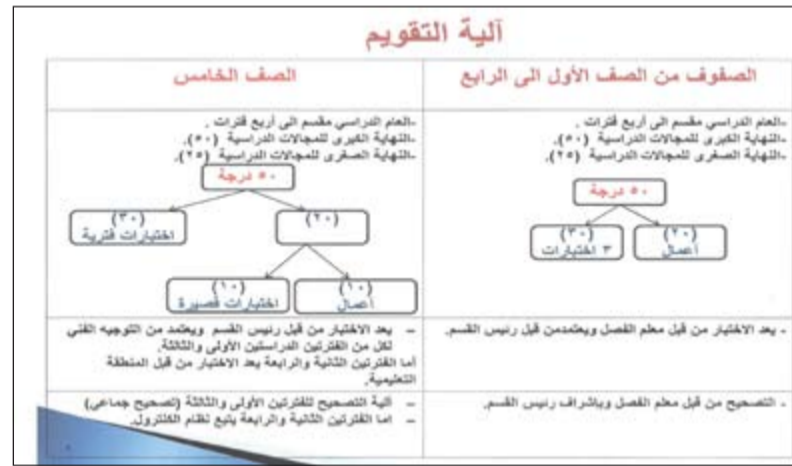 آلية التقويم
الصفوف من الصف الأول الى الرابع
الصف الخامس
-العام الدراسي مقسم الى أربع فترات .
-النهاية الكبرى للمجالات الدراسية (٥٠).
-النهاية الصغرى للمجالات الدراسية (٢٥).
٥٠ درجة
(٢٠)
أعمال
(٣٠)
٣ اختبارات
-العام الدراسي مقسم الى أربع فترات .
-النهاية الكبرى للمجالات الدراسية (٥٠).
-النهاية الصغرى للمجالات الدراسية (٢٥).
٥٠ درجة
(٢٠)
(٣٠)
اختبارات فترية
(١٠)
أعمال
(١٠)
اختبارات قصيرة
- يعد الاختبار من قبل معلم الفصل ويعتمدمن قبل رئيس القسم.
– يعد الاختبار من قبل رئيس القسم ويعتمد من التوجيه الفني
لكل من الفترتين الدراستين الأولى والثالثة.
أما الفترتين الثانية والرابعة يعد الاختبار من قبل المنطقة
التعليمية.
- التصحيح من قبل معلم الفصل وباشراف رئيس القسم.
– آلية التصحيح للفترتين الأولى والثالثة (تصحيح جماعي)
– اما الفترتين الثانية والرابعة يتبع نظام الكنترول.